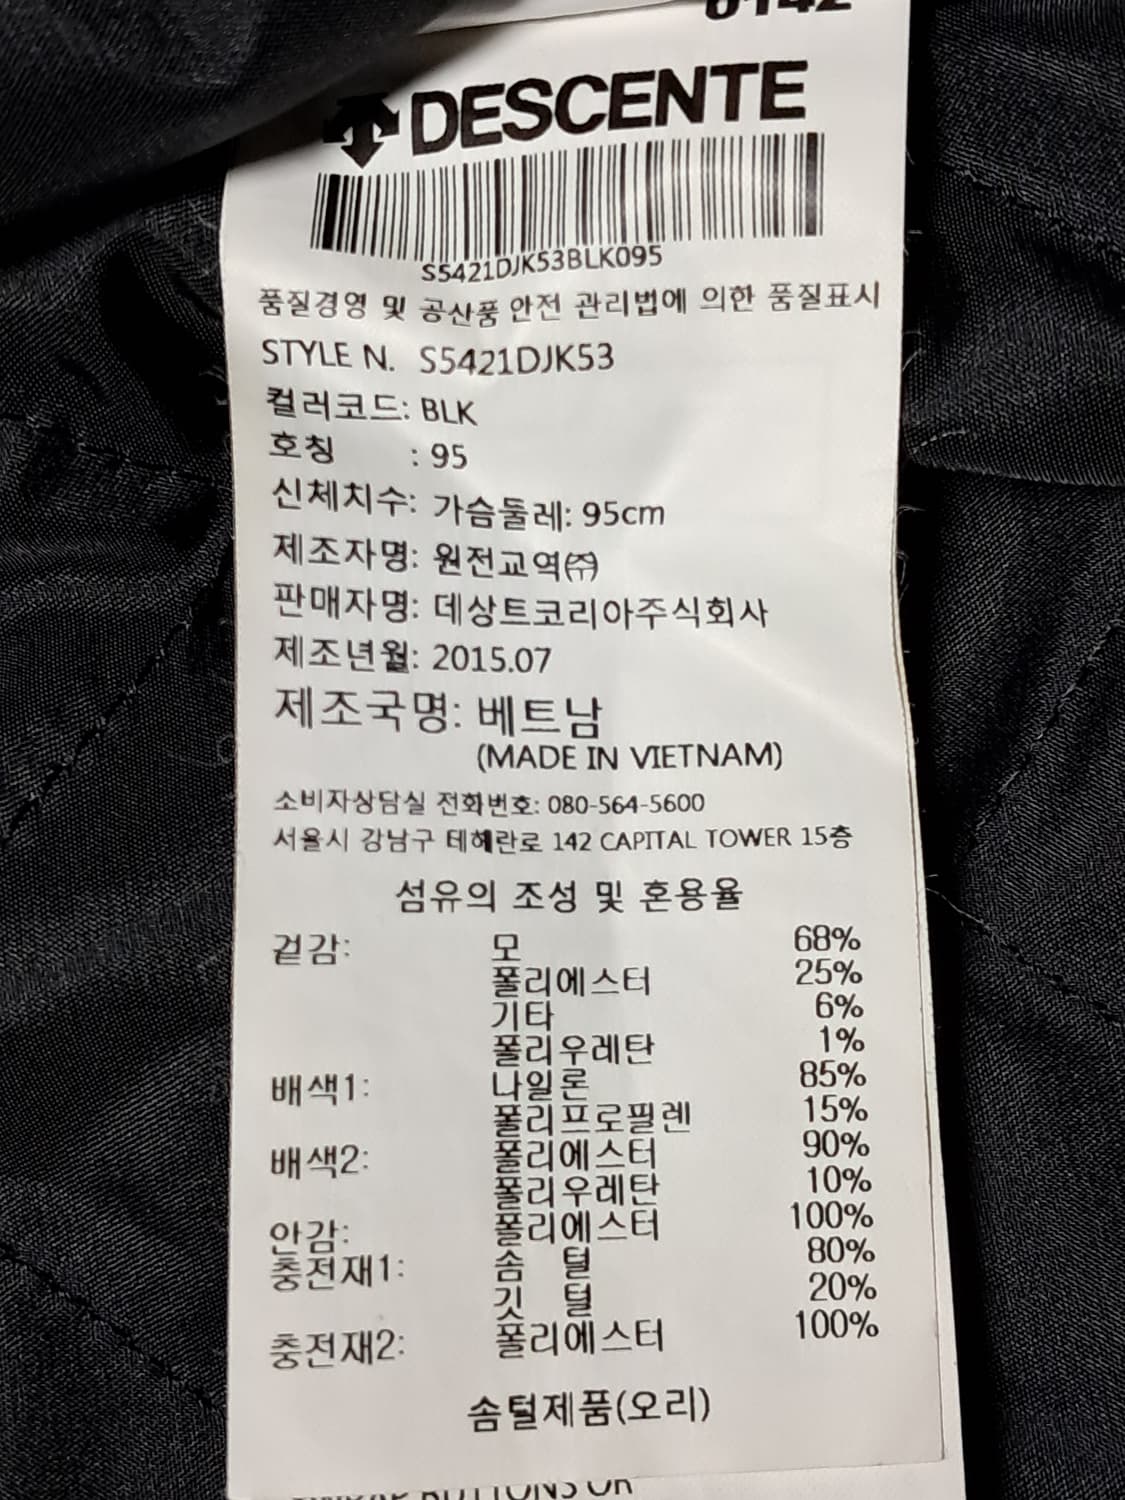 DESCENTE
S5421DJK53BLK095
품질경영 및 공산품 안전 관리법에 의한 품질표시
STYLE N. S5421DJK53
컬러코드: BLK
호칭 : 95
신체치수: 가슴둘레: 95cm
제조자명: 원전교역㈜
판매자명: 데상트코리아주식회사
제조년월: 2015.07
제조국명: 베트남
(MADE IN VIETNAM)
소비자상담실 전화번호: 080-564-5600
서울시 강남구 테헤란로 142 CAPITAL TOWER 15층
섬유의 조성 및 혼용율
겉감: 모 68%
폴리에스터 25%
기타 6%
폴리우레탄 1%
배색1: 나일론 85%
폴리프로필렌 15%
배색2: 폴리에스터 90%
폴리우레탄 10%
안감: 폴리에스터 100%
충전재1: 솜 털 80%
깃 털 20%
충전재2: 폴리에스터 100%
솜털제품(오리)
BUTTONS OR